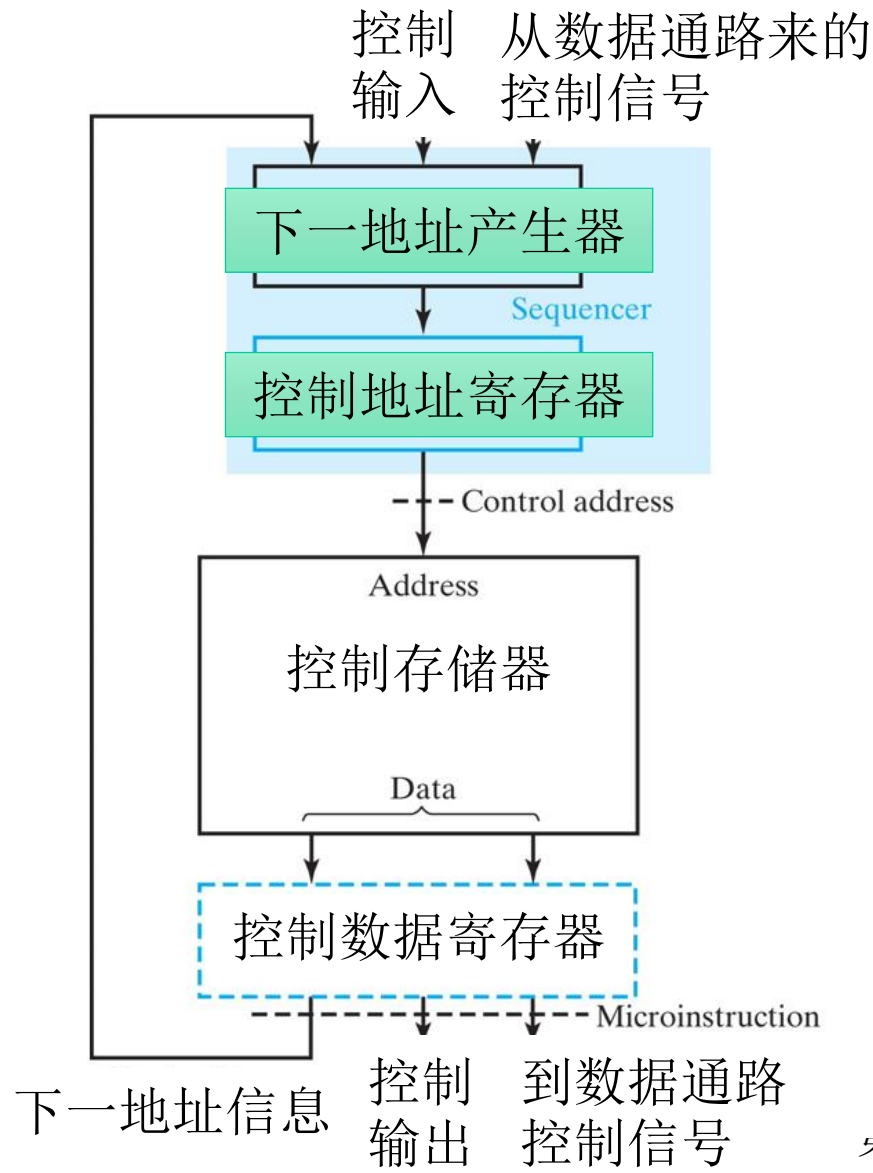 控制 从数据通路来的
输入 控制信号
下一地址产生器
Sequencer
控制地址寄存器
Control address
Address
控制存储器
Data
控制数据寄存器
Microinstruction
下一地址信息
控制 到数据通路
输出 控制信号